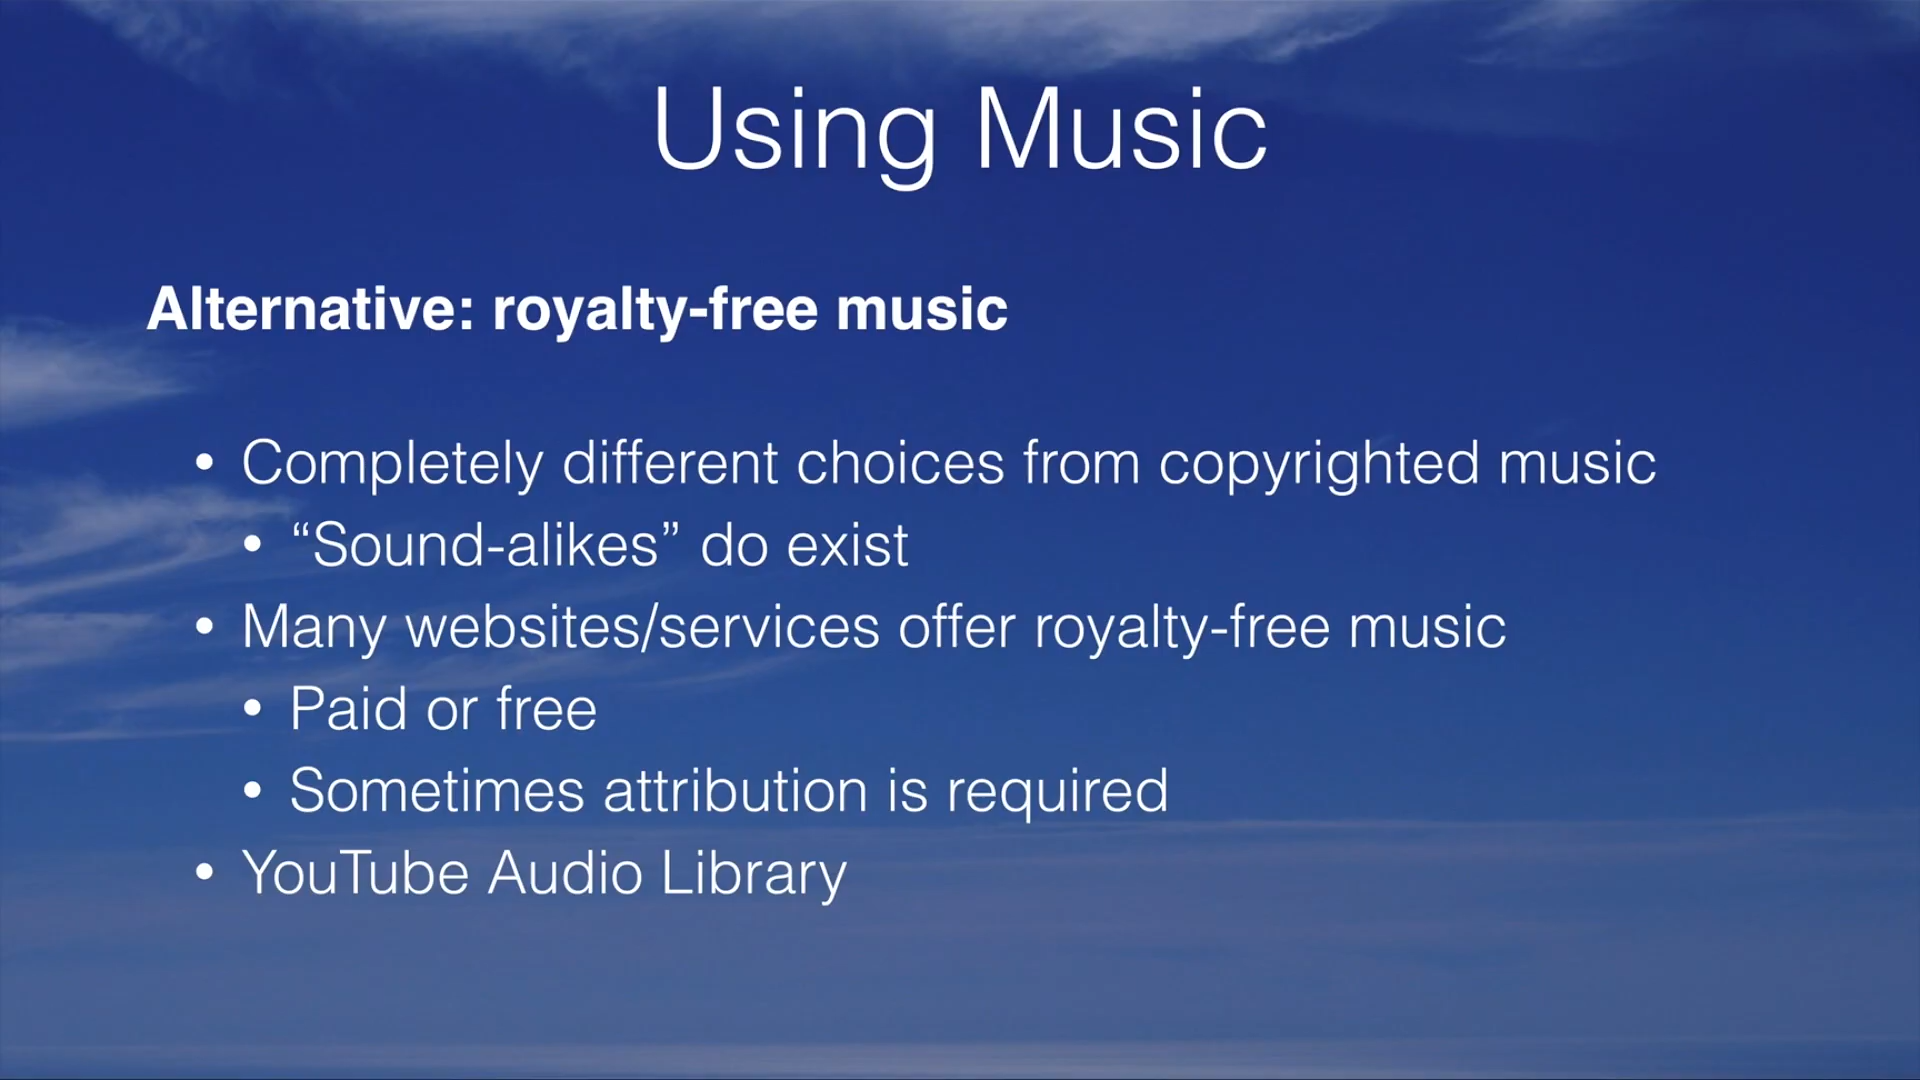 Using Music
Alternative: royalty-free music
• Completely different choices from copyrighted music
• “Sound-alikes” do exist
• Many websites/services offer royalty-free music
• Paid or free
• Sometimes attribution is required
• YouTube Audio Library